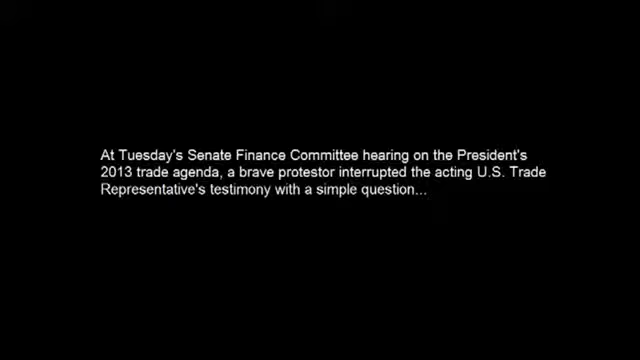 At Tuesday's Senate Finance Committee hearing on the President's
2013 trade agenda, a brave protestor interrupted the acting U.S. Trade
Representative's testimony with a simple question...